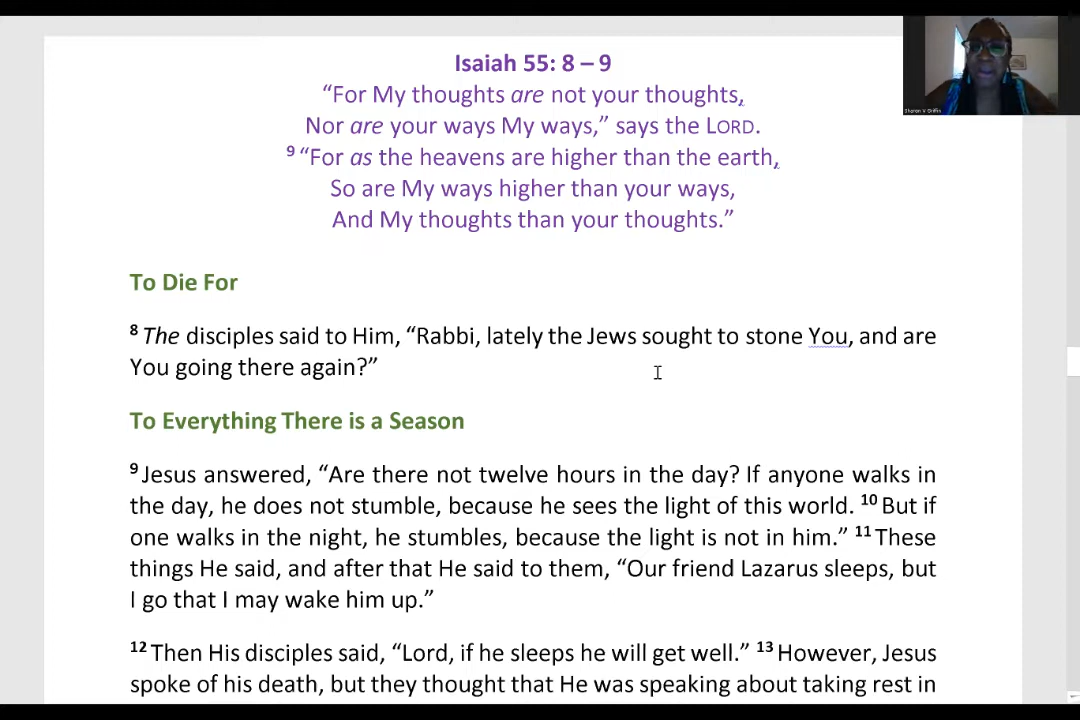 Isaiah 55: 8 – 9
“For My thoughts are not your thoughts,
Nor are your ways My ways,” says the LORD.
9 “For as the heavens are higher than the earth,
So are My ways higher than your ways,
And My thoughts than your thoughts.”
Sharon V Griffin
To Die For
8 The disciples said to Him, “Rabbi, lately the Jews sought to stone You, and are
You going there again?”
To Everything There is a Season
9 Jesus answered, “Are there not twelve hours in the day? If anyone walks in
the day, he does not stumble, because he sees the light of this world. 10 But if
one walks in the night, he stumbles, because the light is not in him.” 11 These
things He said, and after that He said to them, “Our friend Lazarus sleeps, but
I go that I may wake him up.”
12 Then His disciples said, “Lord, if he sleeps he will get well.” 13 However, Jesus
spoke of his death, but they thought that He was speaking about taking rest in